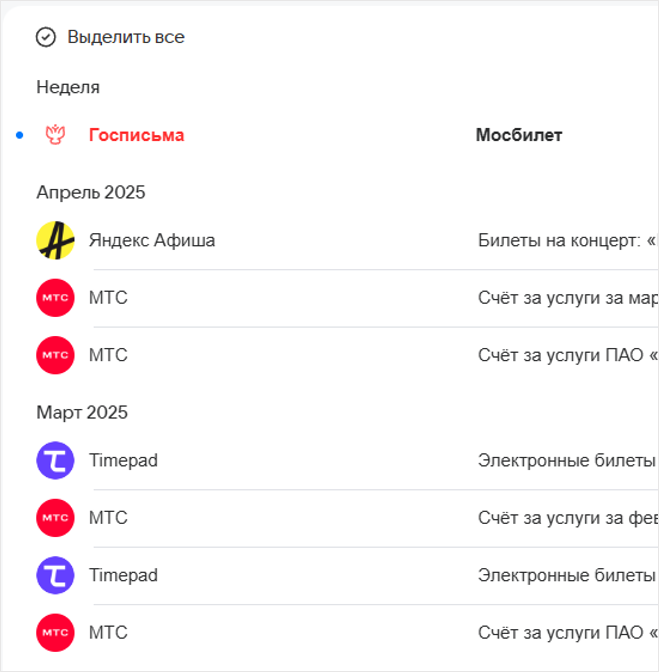 Выделить все
Неделя
Госписьма Мосбилет
Апрель 2025
Яндекс Афиша Билеты на концерт: «
МТС МТС Счёт за услуги за мар
МТС МТС Счёт за услуги ПАО «
Март 2025
Timepad Электронные билеты
МТС МТС Счёт за услуги за фев
Timepad Электронные билеты
МТС МТС Счёт за услуги ПАО «